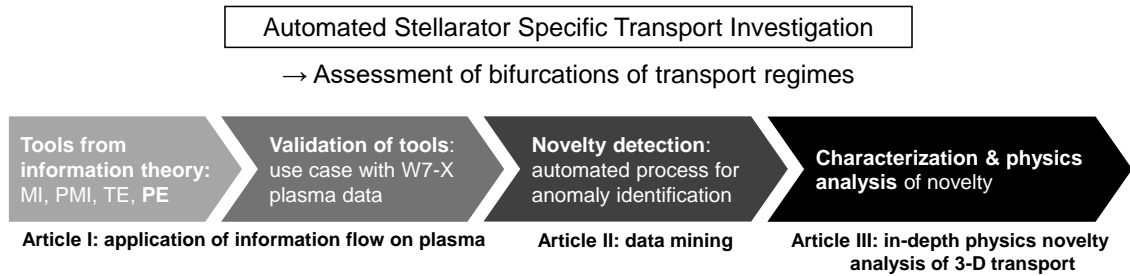 Automated Stellarator Specific Transport Investigation
→ Assessment of bifurcations of transport regimes
Tools from
information theory:
MI, PMI, TE, PE
Validation of tools:
use case with W7-X
plasma data
Novelty detection:
automated process for
anomaly identification
Characterization & physics
analysis of novelty
Article I: application of information flow on plasma
Article II: data mining
Article III: in-depth physics novelty
analysis of 3-D transport